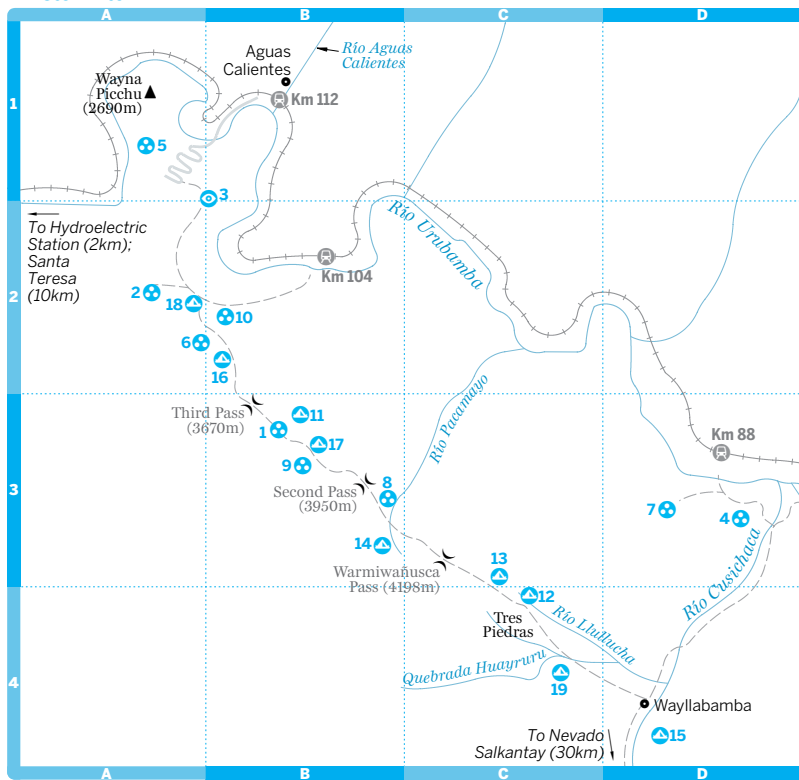 A
B
C
D
1
Wayna
Picchu
(2690m)
5
Aguas
Calientes
Río Aguas
Calientes
Km 112
3
To Hydroelectric
Station (2km);
Santa
Teresa
(10km)
2
2
18
6
10
16
Río Urubamba
Km 104
Third Pass
(3670m)
11
1
17
9
Second Pass
(3950m)
8
Río Pacamayo
Km 88
3
7
4
14
Warmiwañusca
Pass (4198m)
13
12
Río Cusichaca
Tres
Piedras
Río Llullucha
Quebrada Huayruru
19
4
Wayllabamba
15
To Nevado
Salkantay (30km)
A
B
C
D